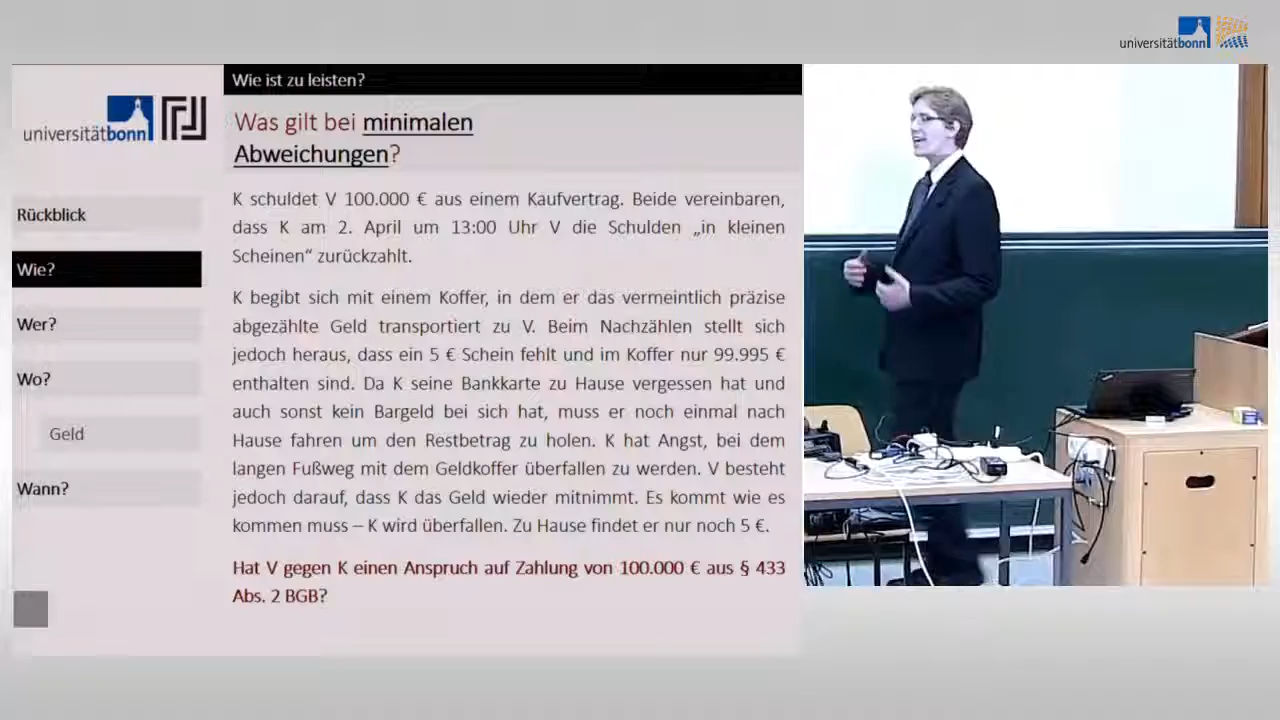 universitätbonn
Wie ist zu leisten?
universitätbonn
Was gilt bei minimalen
Abweichungen?
Rückblick
Wie?
Wer?
Wo?
Geld
Wann?
K schuldet V 100.000 € aus einem Kaufvertrag. Beide vereinbaren,
dass K am 2. April um 13:00 Uhr V die Schulden „in kleinen
Scheinen“ zurückzahlt.
K begibt sich mit einem Koffer, in dem er das vermeintlich präzise
abgezählte Geld transportiert zu V. Beim Nachzählen stellt sich
jedoch heraus, dass ein 5 € Schein fehlt und im Koffer nur 99.995 €
enthalten sind. Da K seine Bankkarte zu Hause vergessen hat und
auch sonst kein Bargeld bei sich hat, muss er noch einmal nach
Hause fahren um den Restbetrag zu holen. K hat Angst, bei dem
langen Fußweg mit dem Geldkoffer überfallen zu werden. V besteht
jedoch darauf, dass K das Geld wieder mitnimmt. Es kommt wie es
kommen muss – K wird überfallen. Zu Hause findet er nur noch 5 €.
Hat V gegen K einen Anspruch auf Zahlung von 100.000 € aus § 433
Abs. 2 BGB?